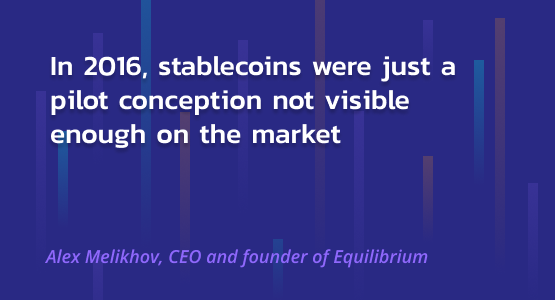 In 2016, stablecoins were just a
pilot conception not visible
enough on the market
Alex Melikhov, CEO and founder of Equilibrium